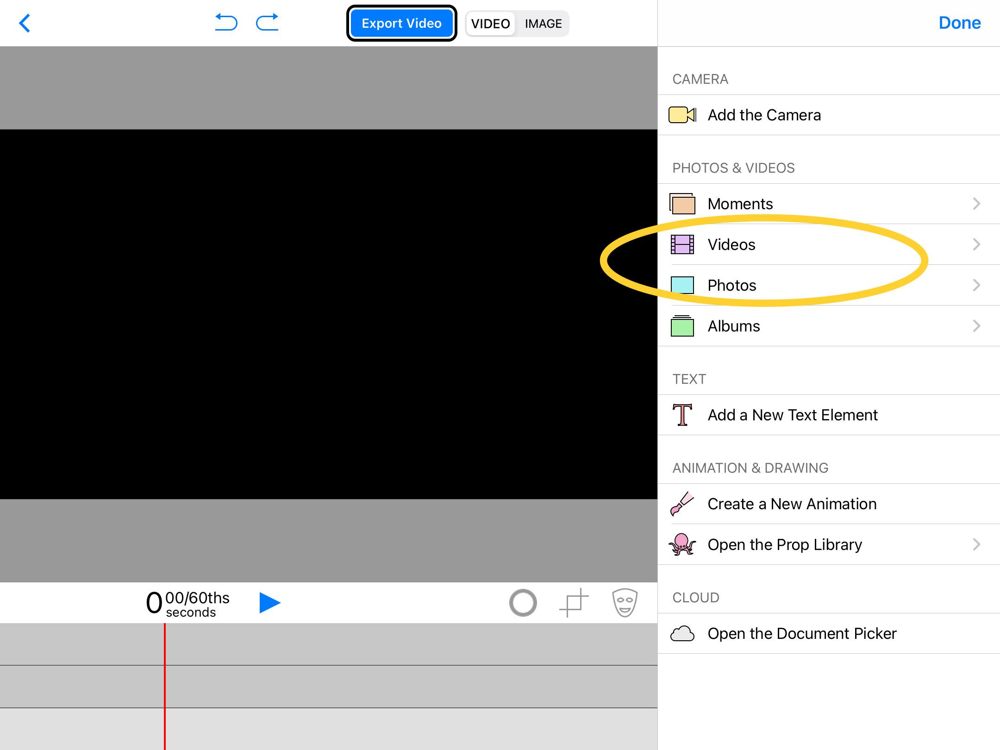 Export Video
VIDEO
IMAGE
Done
CAMERA
Add the Camera
PHOTOS & VIDEOS
Moments
Videos
Photos
Albums
TEXT
T
Add a New Text Element
ANIMATION & DRAWING
Create a New Animation
Open the Prop Library
CLOUD
Open the Document Picker
0 00/60ths
seconds